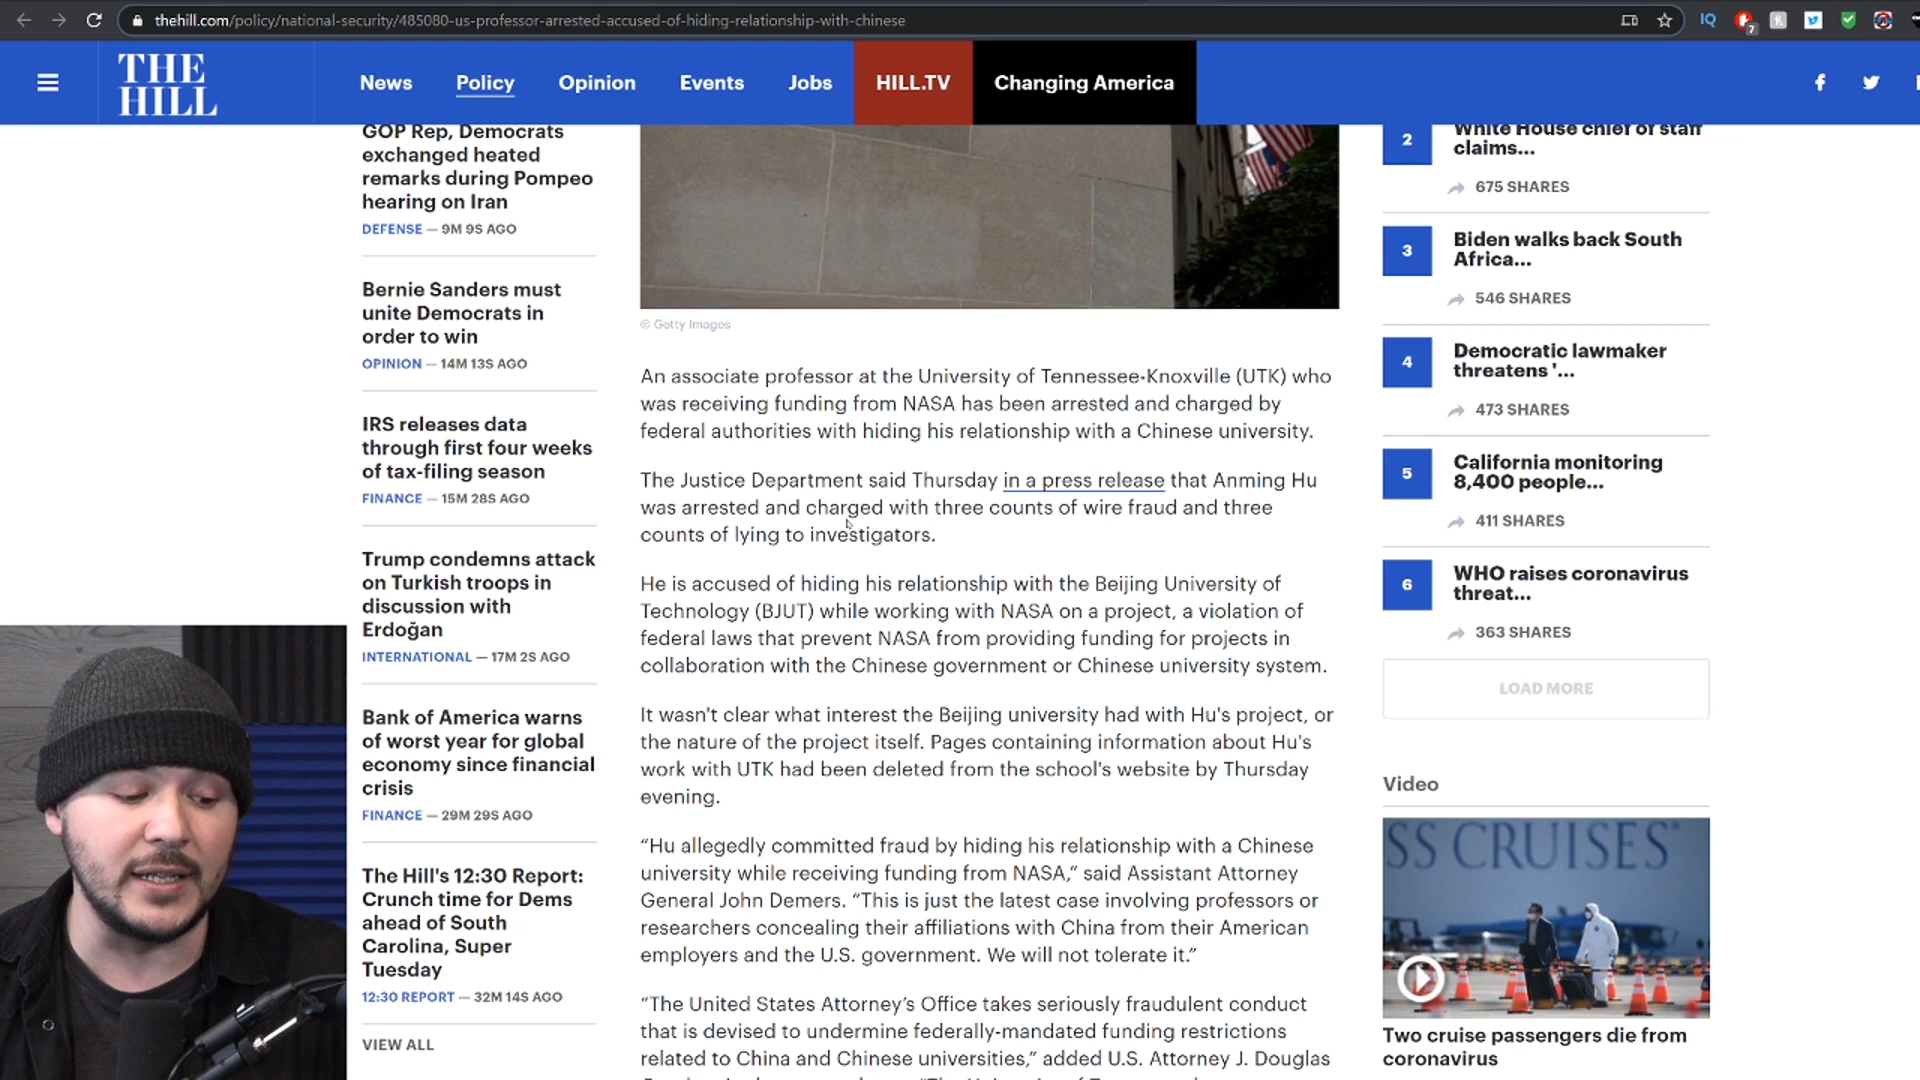 thehill.com/policy/national-security/485080-us-professor-arrested-accused-of-hiding-relationship-with-chinese
IQ
7
THE
HILL
News
Policy
Opinion
Events
Jobs
HILL.TV
Changing America
GOP Rep, Democrats
exchanged heated
remarks during Pompeo
hearing on Iran
DEFENSE — 9M 9S AGO
Bernie Sanders must
unite Democrats in
order to win
OPINION — 14M 13S AGO
IRS releases data
through first four weeks
of tax-filing season
FINANCE — 15M 28S AGO
Trump condemns attack
on Turkish troops in
discussion with
Erdoğan
INTERNATIONAL — 17M 2S AGO
Bank of America warns
of worst year for global
economy since financial
crisis
FINANCE — 29M 29S AGO
The Hill's 12:30 Report:
Crunch time for Dems
ahead of South
Carolina, Super
Tuesday
12:30 REPORT — 32M 14S AGO
VIEW ALL
© Getty Images
An associate professor at the University of Tennessee-Knoxville (UTK) who
was receiving funding from NASA has been arrested and charged by
federal authorities with hiding his relationship with a Chinese university.
The Justice Department said Thursday in a press release that Anming Hu
was arrested and charged with three counts of wire fraud and three
counts of lying to investigators.
He is accused of hiding his relationship with the Beijing University of
Technology (BJUT) while working with NASA on a project, a violation of
federal laws that prevent NASA from providing funding for projects in
collaboration with the Chinese government or Chinese university system.
It wasn't clear what interest the Beijing university had with Hu's project, or
the nature of the project itself. Pages containing information about Hu's
work with UTK had been deleted from the school's website by Thursday
evening.
“Hu allegedly committed fraud by hiding his relationship with a Chinese
university while receiving funding from NASA,” said Assistant Attorney
General John Demers. “This is just the latest case involving professors or
researchers concealing their affiliations with China from their American
employers and the U.S. government. We will not tolerate it.”
“The United States Attorney’s Office takes seriously fraudulent conduct
that is devised to undermine federally-mandated funding restrictions
related to China and Chinese universities,” added U.S. Attorney J. Douglas
2
White House chief of staff
claims...
675 SHARES
3
Biden walks back South
Africa...
546 SHARES
4
Democratic lawmaker
threatens '...
473 SHARES
5
California monitoring
8,400 people...
411 SHARES
6
WHO raises coronavirus
threat...
363 SHARES
LOAD MORE
Video
SS CRUISES
Two cruise passengers die from
coronavirus